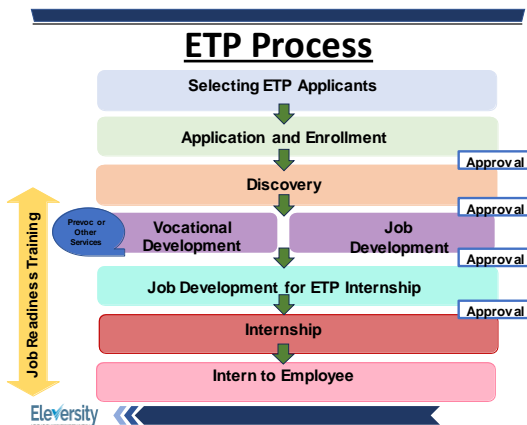 ETP Process
Selecting ETP Applicants
Application and Enrollment
Approval
Discovery
Approval
Prevoc or
Other
Services
Vocational
Development
Job
Development
Approval
Job Development for ETP Internship
Approval
Internship
Intern to Employee
Job Readiness Training
Eleversity